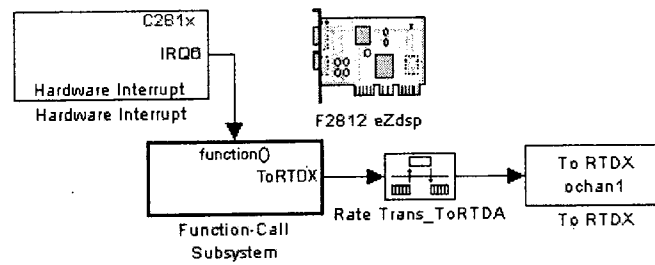 C281x
IRQ6
Hardware Interrupt
Hardware Interrupt
F2812 eZdsp
function()
ToRTDX
Function-Call
Subsystem
Rate Trans_ToRTDA
To RTDX
ochan1
To RTDX